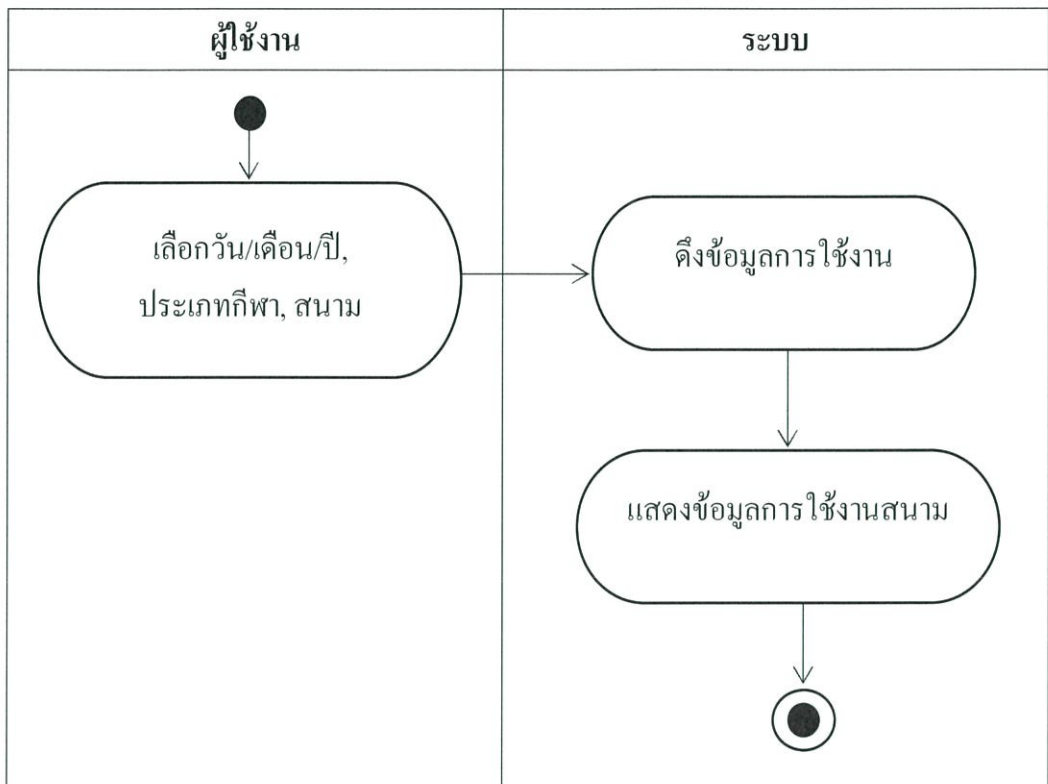 ผู้ใช้งาน
ระบบ
เลือกวัน/เดือน/ปี,
ประเภทกีฬา, สนาม
ดึงข้อมูลการใช้งาน
แสดงข้อมูลการใช้งานสนาม